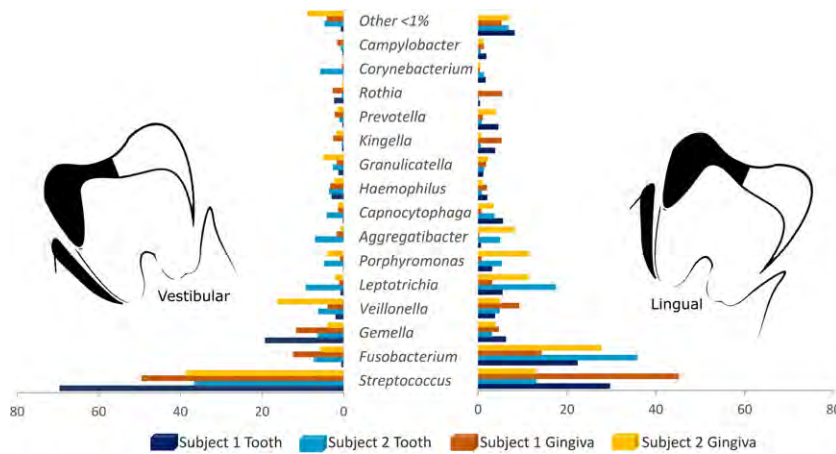 Other <1%
Campylobacter
Corynebacterium
Rothia
Prevotella
Kingella
Granulicatella
Haemophilus
Capnocytophaga
Aggregatibacter
Porphyromonas
Leptotrichia
Veillonella
Gemella
Fusobacterium
Streptococcus
Vestibular
Lingual
80 60 40 20 0 0 20 40 60 80
Subject 1 Tooth Subject 2 Tooth Subject 1 Gingiva Subject 2 Gingiva